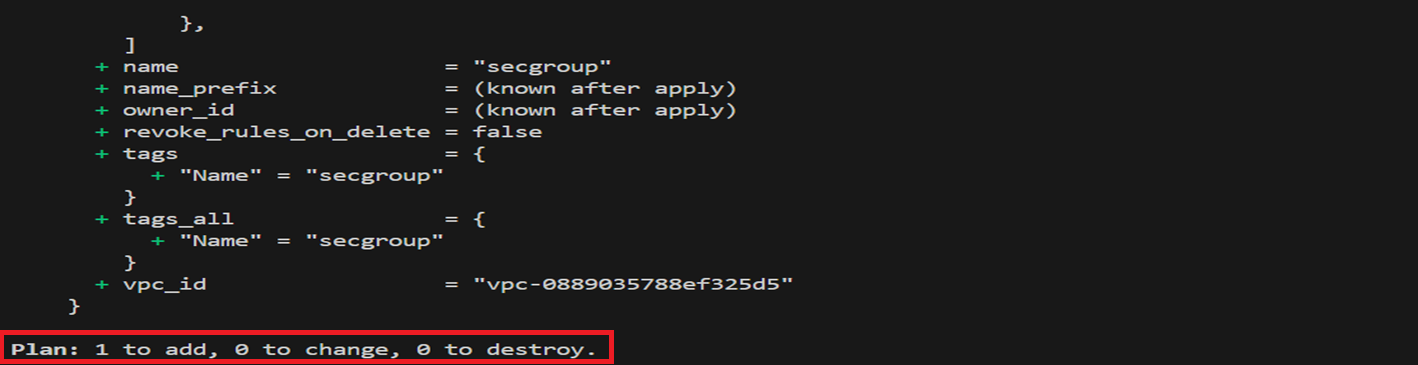 },
]
+ name = "secgroup"
+ name_prefix = (known after apply)
+ owner_id = (known after apply)
+ revoke_rules_on_delete = false
+ tags = {
+ "Name" = "secgroup"
}
+ tags_all = {
+ "Name" = "secgroup"
}
+ vpc_id = "vpc-0889035788ef325d5"
}
Plan: 1 to add, 0 to change, 0 to destroy.